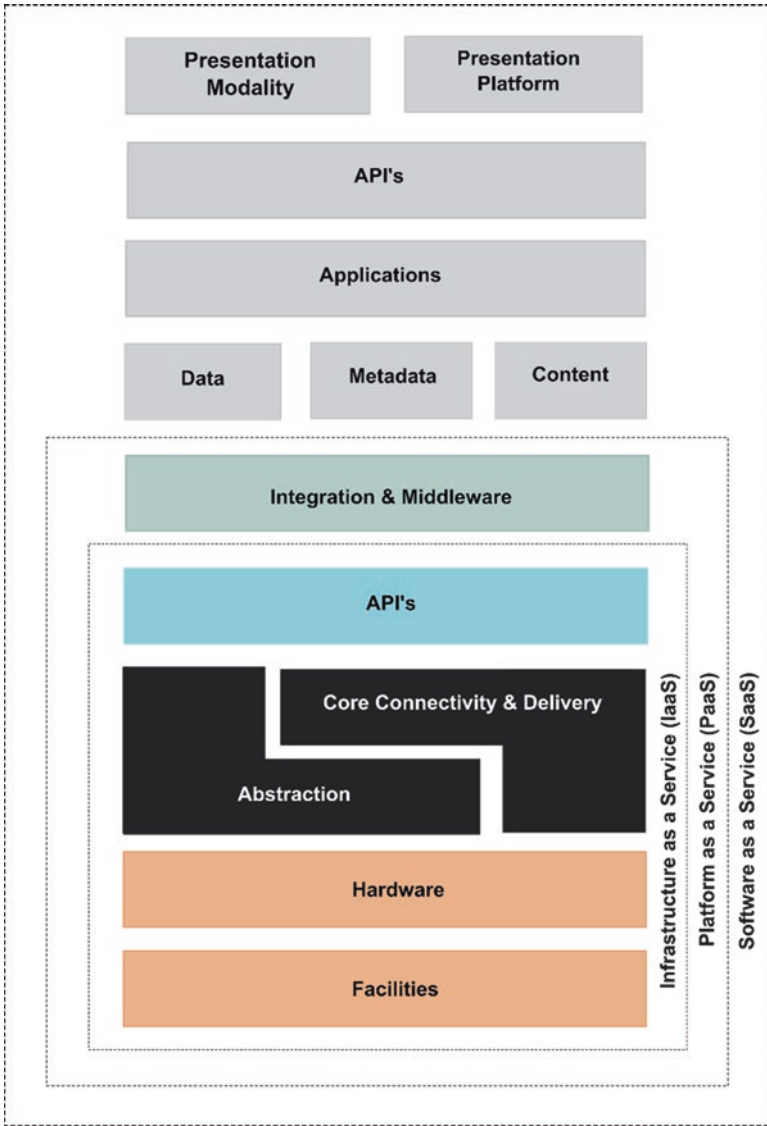 Presentation
Modality
Presentation
Platform
API's
Applications
Data
Metadata
Content
Integration & Middleware
API's
Core Connectivity & Delivery
Abstraction
Hardware
Facilities
Infrastructure as a Service (IaaS)
Platform as a Service (PaaS)
Software as a Service (SaaS)